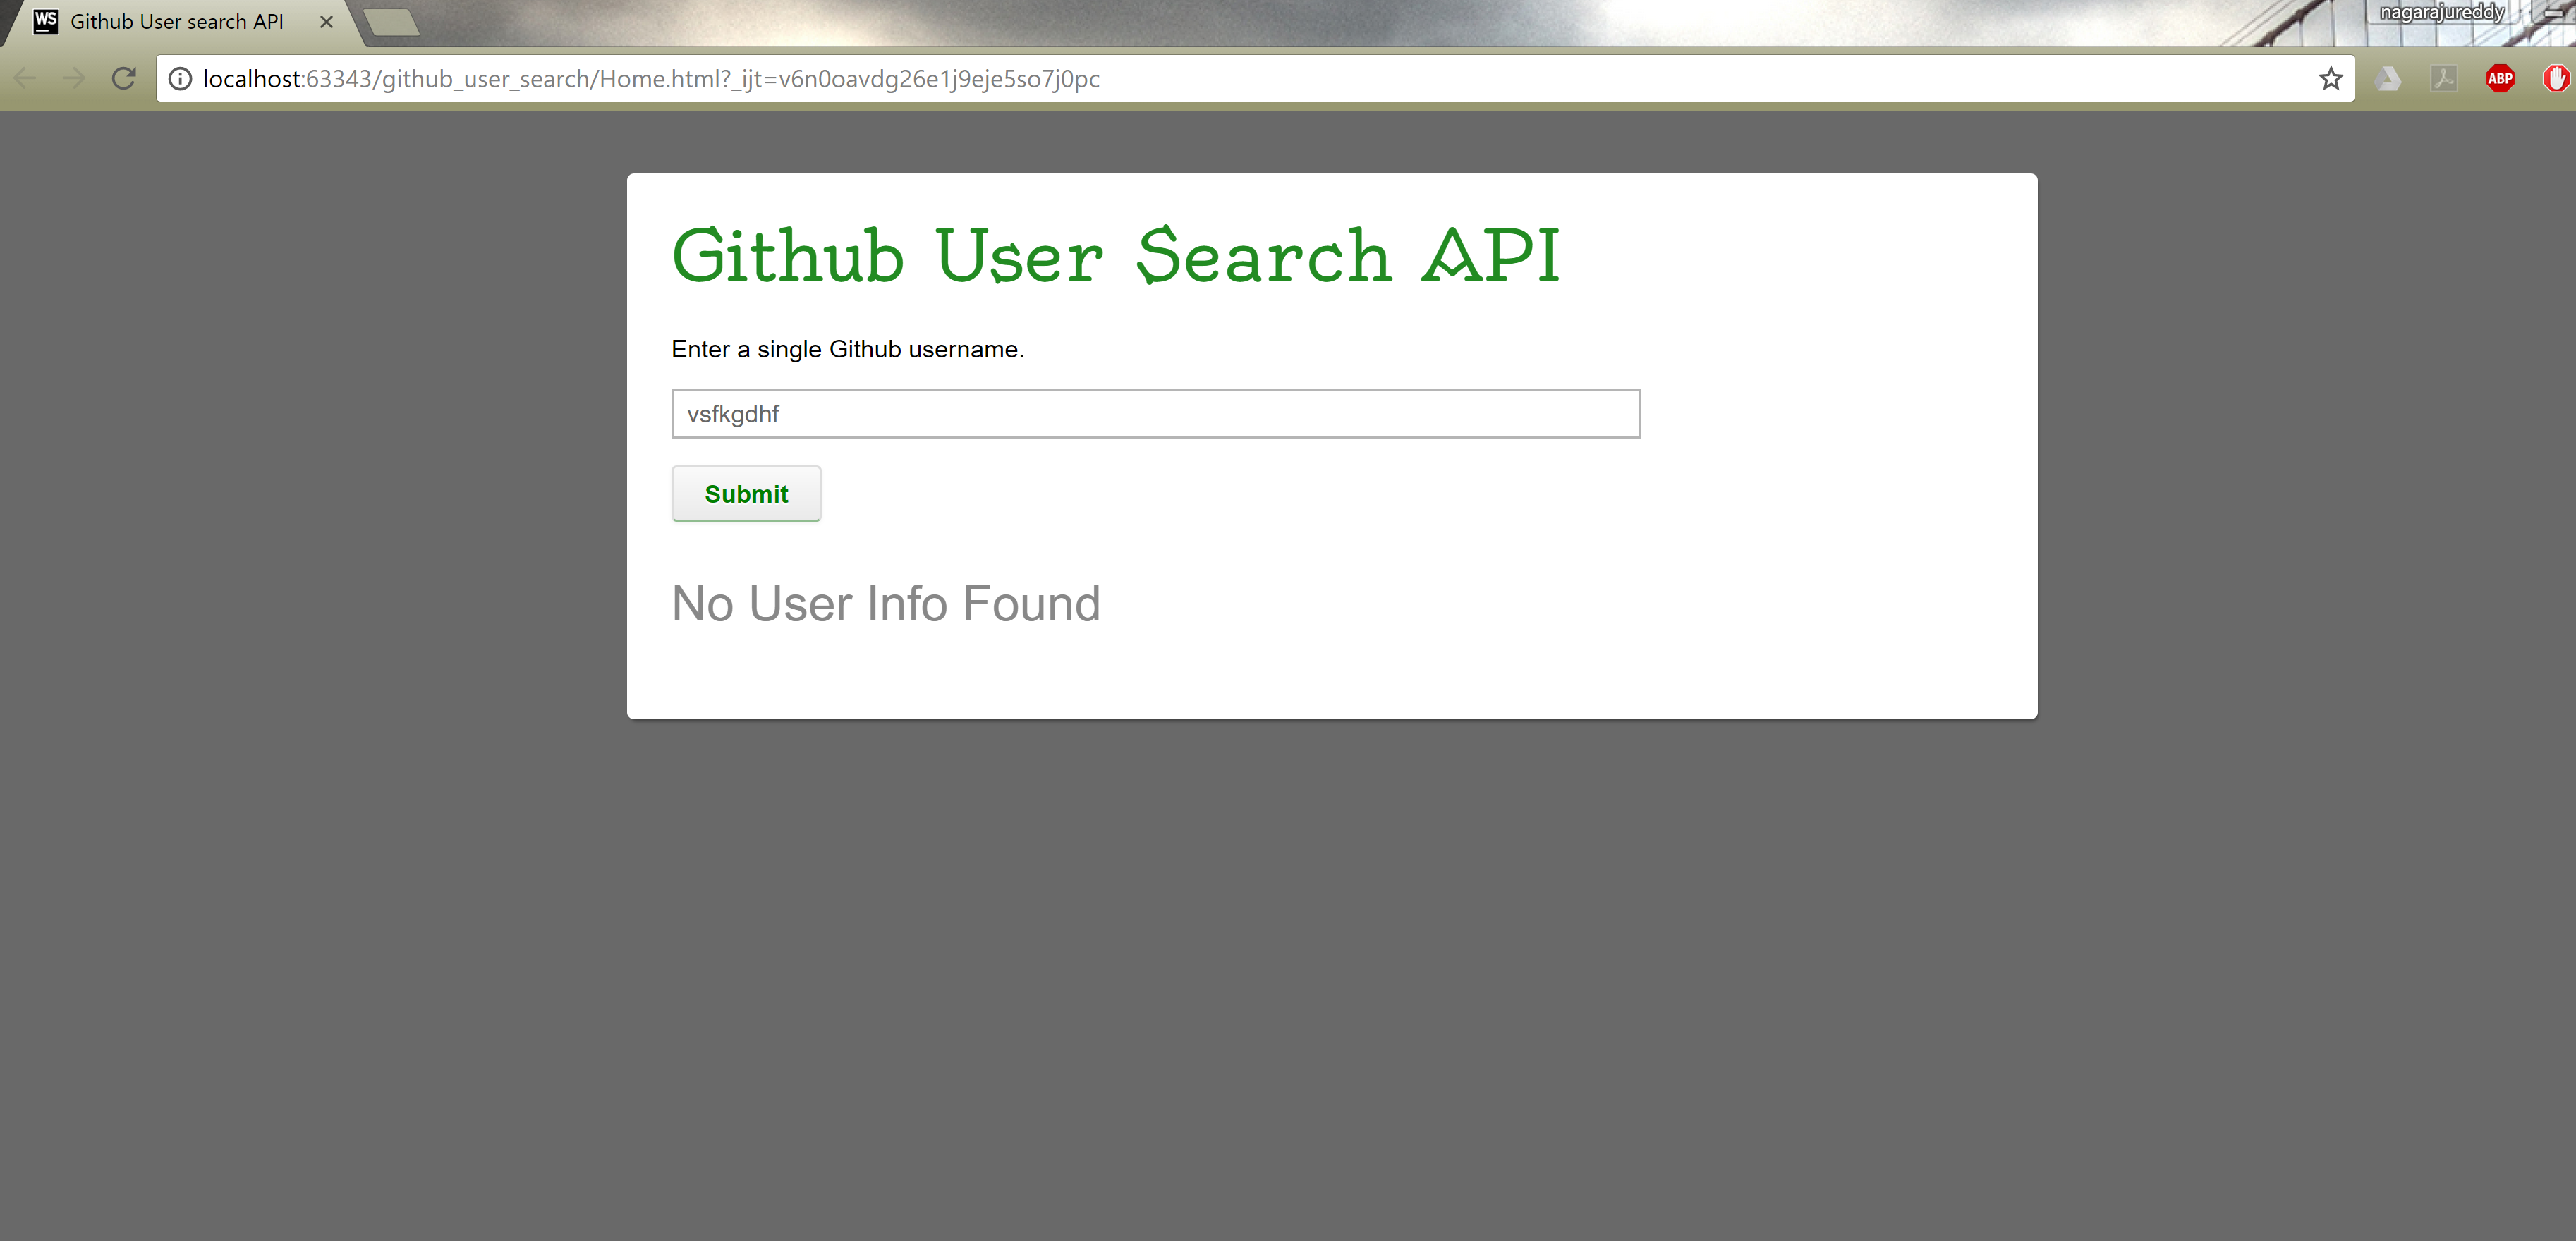 WS Github User search API
nagarajureddy
localhost:63343/github_user_search/Home.html?_ijt=v6n0oavdg26e1j9eje5so7j0pc
ABP
Github User Search API
Enter a single Github username.
vsfkgdhf
Submit
No User Info Found